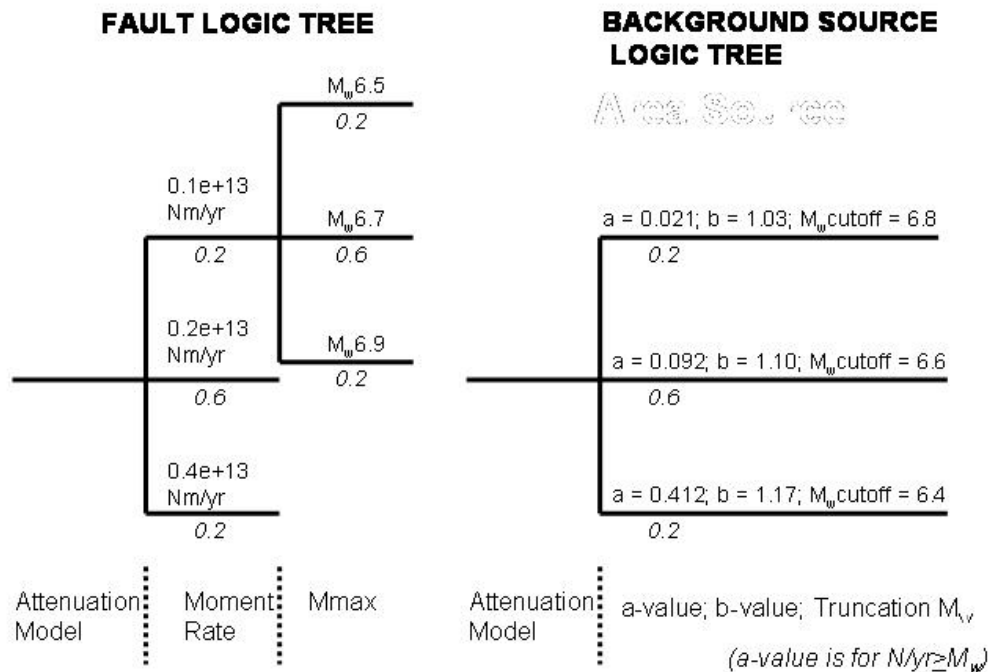 FAULT LOGIC TREE
BACKGROUND SOURCE
LOGIC TREE
Area Source
Mw6.5
0.2
0.1e+13
Nm/yr
0.2
Mw6.7
0.6
0.2e+13
Nm/yr
0.6
Mw6.9
0.2
0.4e+13
Nm/yr
0.2
a = 0.021; b = 1.03; Mwcutoff = 6.8
0.2
a = 0.092; b = 1.10; Mwcutoff = 6.6
0.6
a = 0.412; b = 1.17; Mwcutoff = 6.4
0.2
Attenuation
Model
Moment
Rate
Mmax
Attenuation
Model
a-value; b-value; Truncation Mw
(a-value is for N/yr≥Mw)